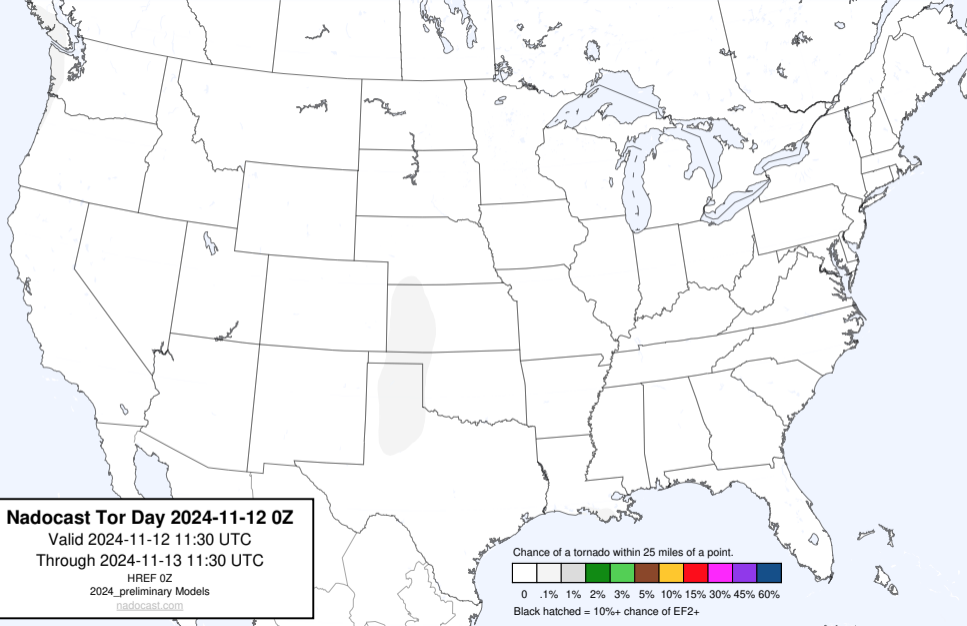 Nadocast Tor Day 2024-11-12 0Z
Valid 2024-11-12 11:30 UTC
Through 2024-11-13 11:30 UTC
HREF 0Z
2024_preliminary Models
nadocast.com
Chance of a tornado within 25 miles of a point.
0 .1% 1% 2% 3% 5% 10% 15% 30% 45% 60%
Black hatched = 10%+ chance of EF2+